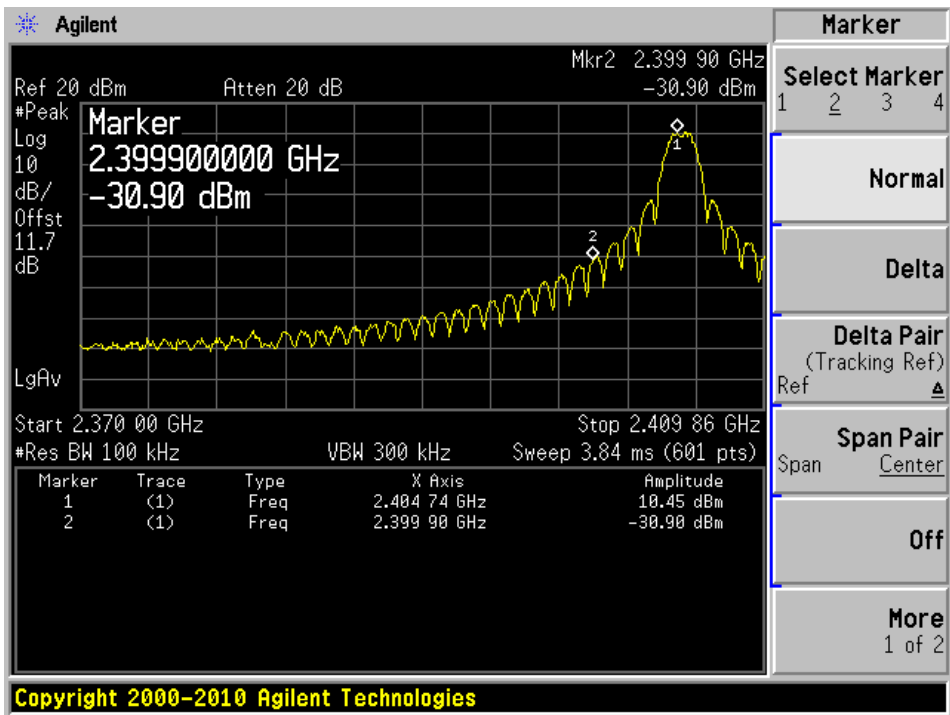 Agilent
Marker
Mkr2 2.399 90 GHz
Ref 20 dBm Atten 20 dB −30.90 dBm
#Peak
Log
10
dB/
Offst
11.7
dB
LgAv
Marker
2.399900000 GHz
−30.90 dBm
1
2
Start 2.370 00 GHz Stop 2.409 86 GHz
#Res BW 100 kHz VBW 300 kHz Sweep 3.84 ms (601 pts)
Marker Trace Type X Axis Amplitude
1 (1) Freq 2.404 74 GHz 10.45 dBm
2 (1) Freq 2.399 90 GHz −30.90 dBm
Select Marker
1 2 3 4
Normal
Delta
Delta Pair
(Tracking Ref)
Ref Δ
Span Pair
Span Center
Off
More
1 of 2
Copyright 2000–2010 Agilent Technologies